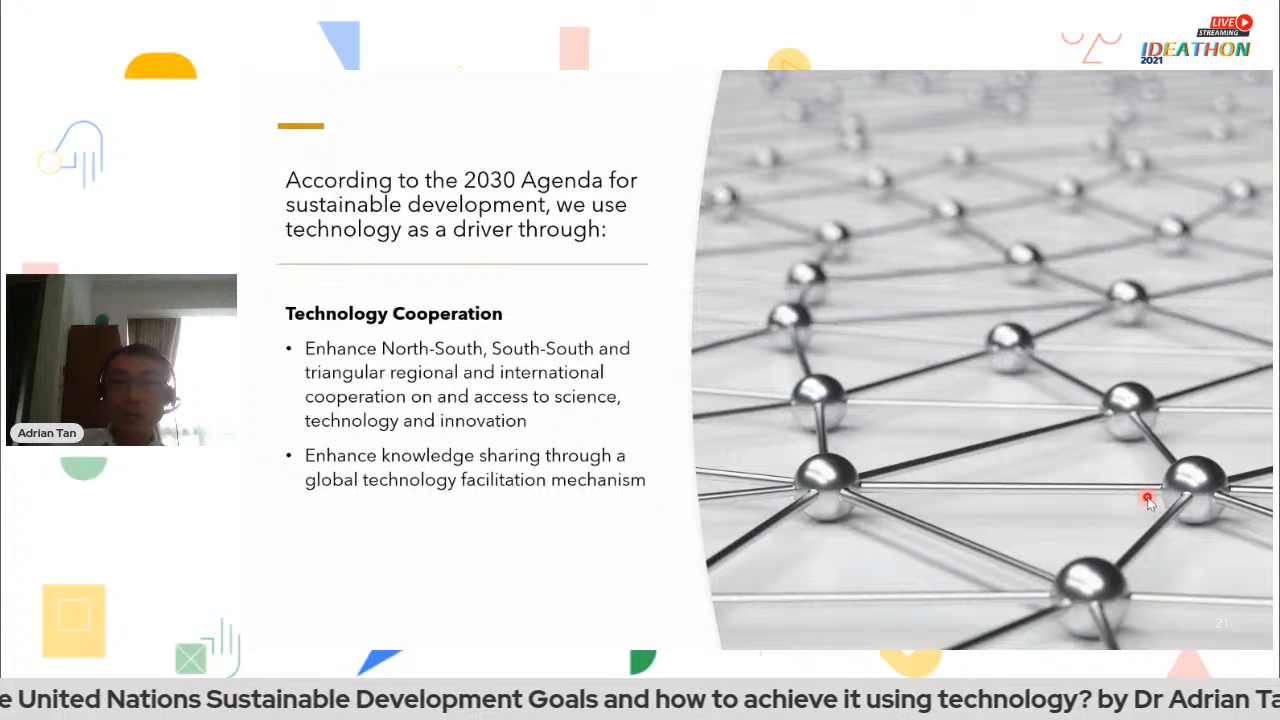 LIVE
STREAMING
IDEATHON
2021
According to the 2030 Agenda for
sustainable development, we use
technology as a driver through:
Technology Cooperation
• Enhance North-South, South-South and
triangular regional and international
cooperation on and access to science,
technology and innovation
• Enhance knowledge sharing through a
global technology facilitation mechanism
Adrian Tan
21
e United Nations Sustainable Development Goals and how to achieve it using technology? by Dr Adrian Ta